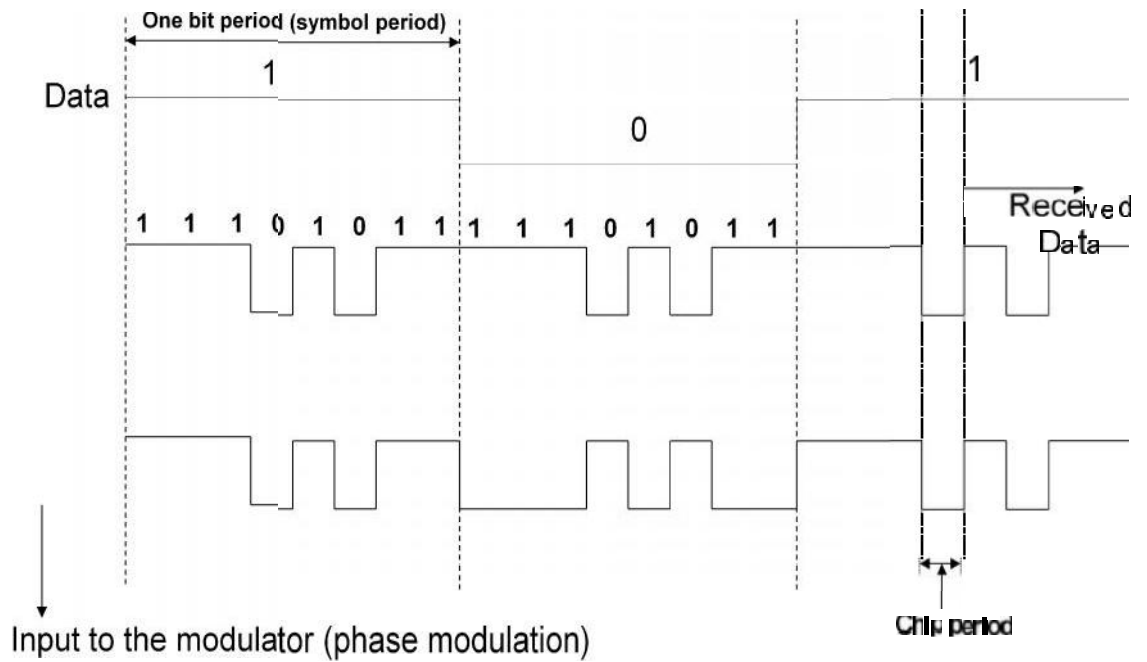 One bit period (symbol period)
1
1
Data
0
1 1 1 0 1 0 1 1 1 1 1 0 1 0 1 1
Received
Data
Chip period
Input to the modulator (phase modulation)